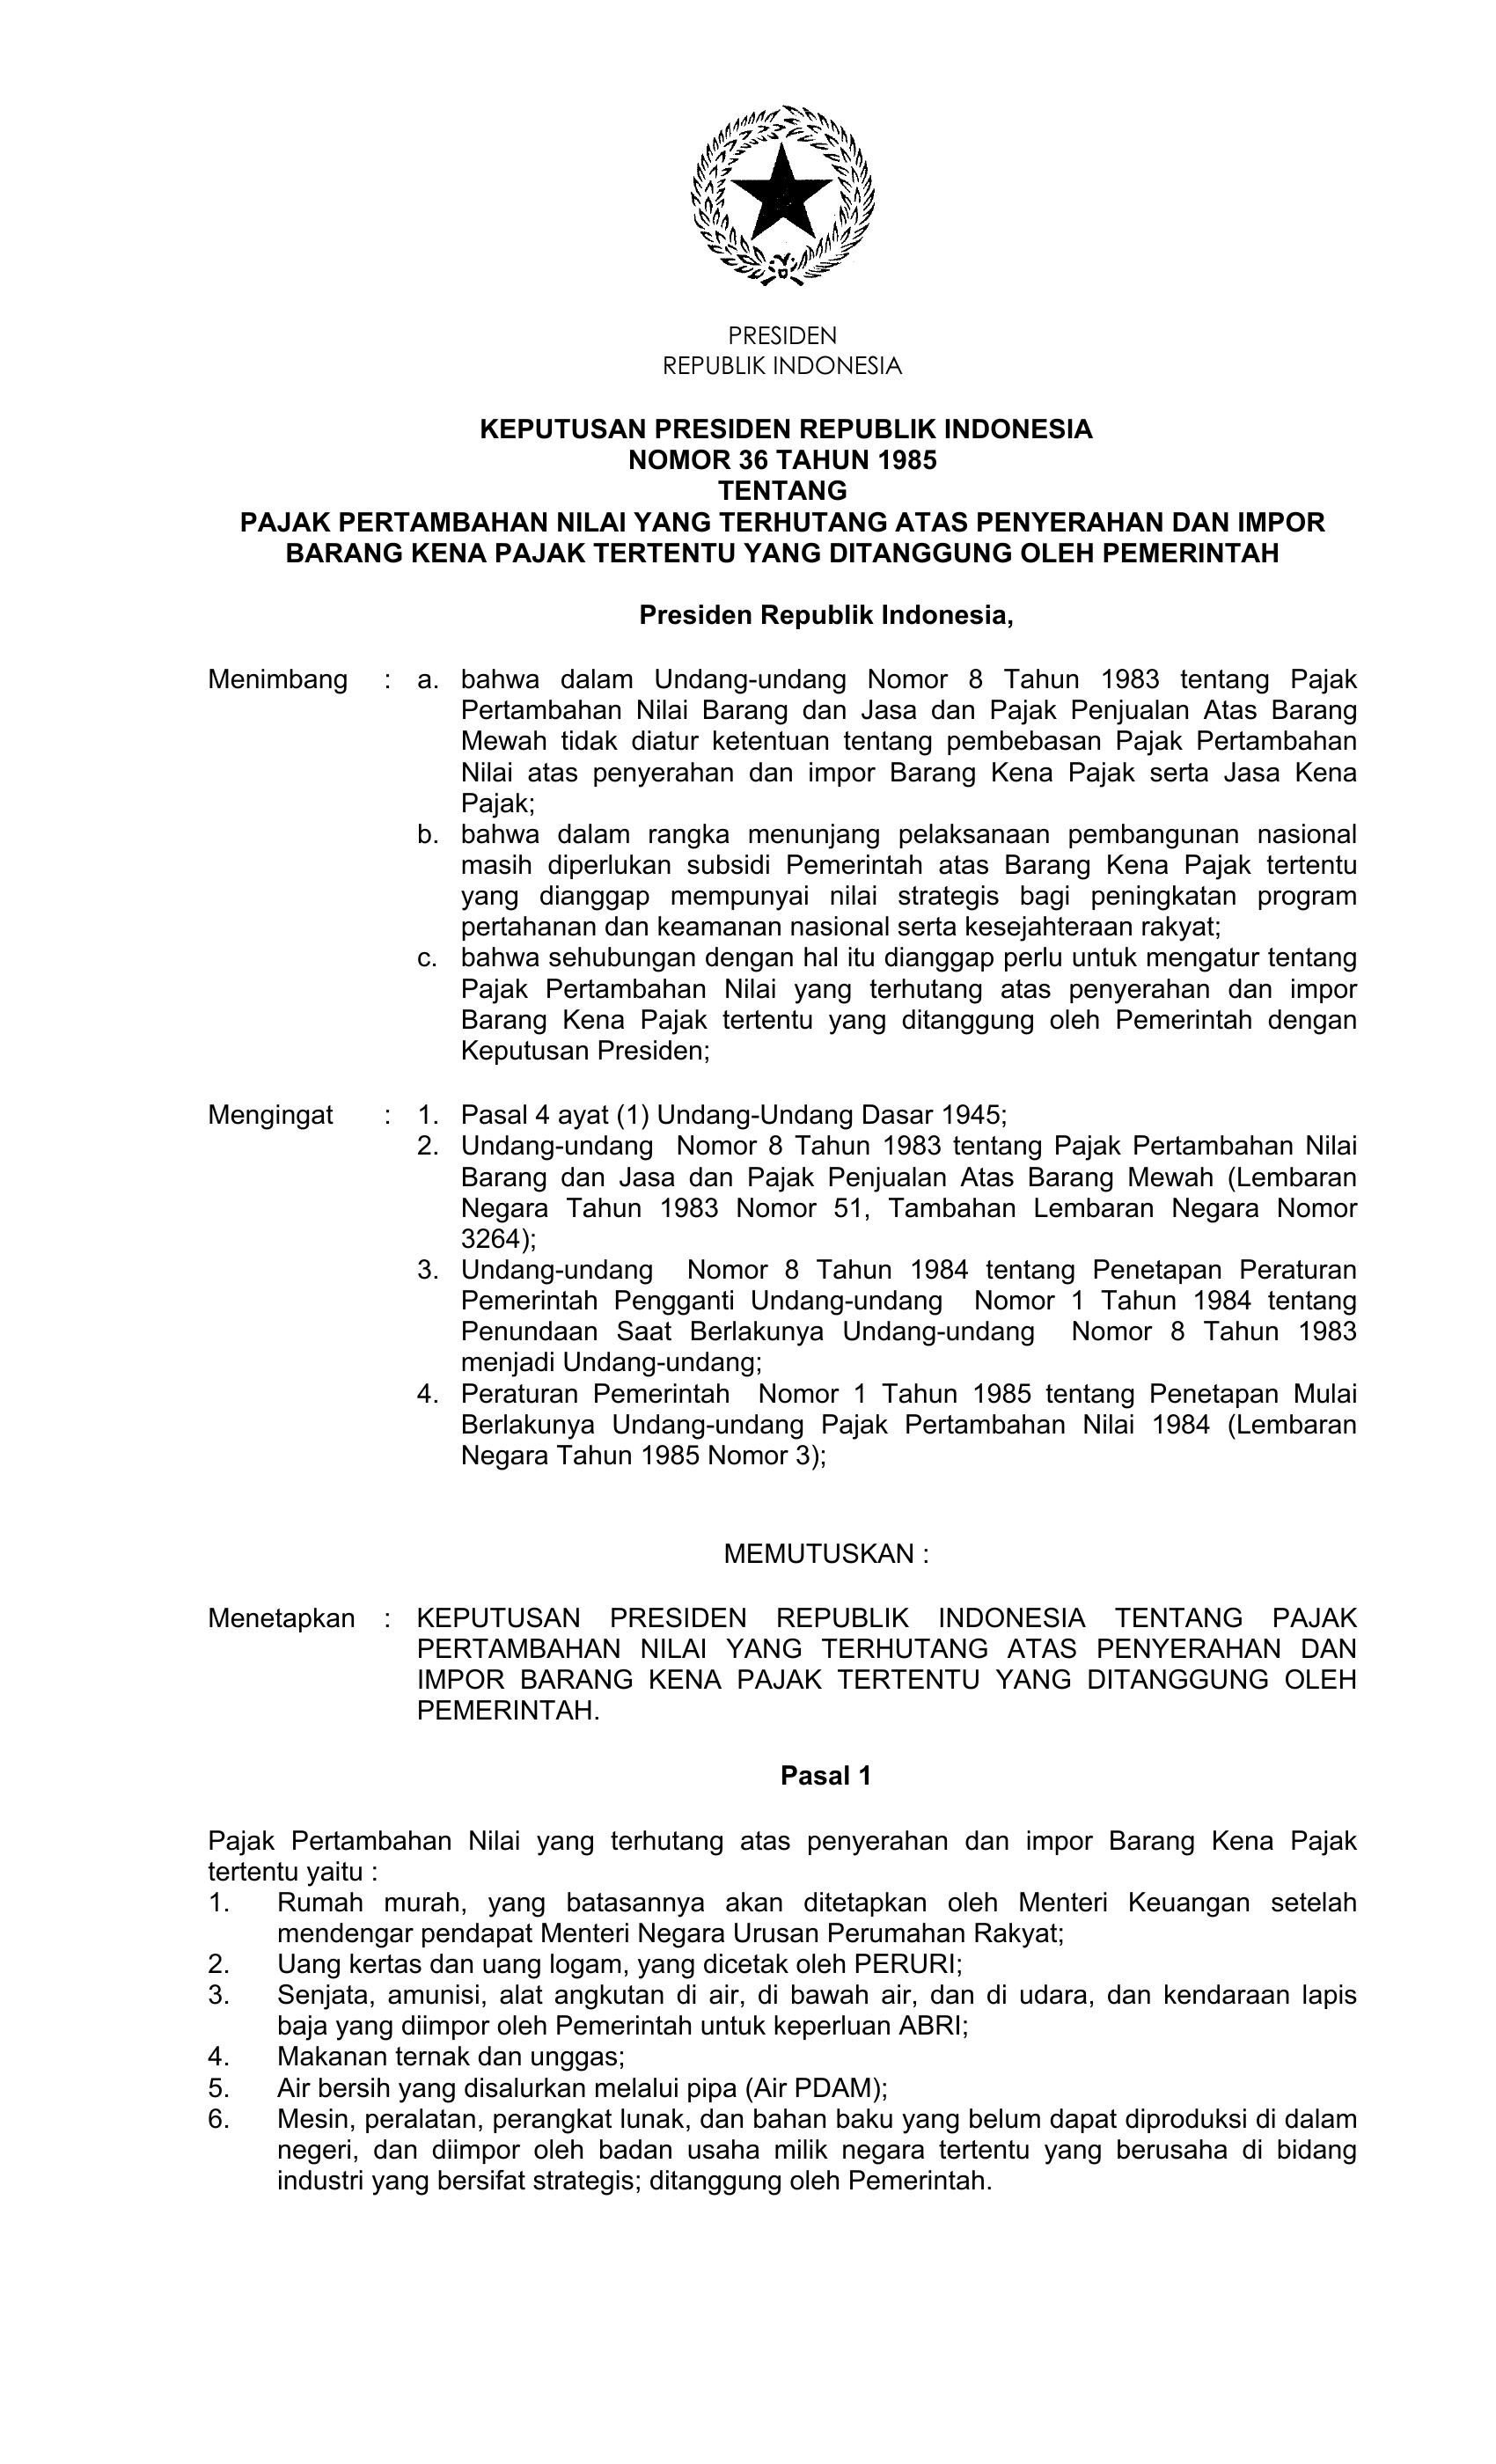 PRESIDEN
REPUBLIK INDONESIA
KEPUTUSAN PRESIDEN REPUBLIK INDONESIA
NOMOR 36 TAHUN 1985
TENTANG
PAJAK PERTAMBAHAN NILAI YANG TERHUTANG ATAS PENYERAHAN DAN IMPOR
BARANG KENA PAJAK TERTENTU YANG DITANGGUNG OLEH PEMERINTAH
Presiden Republik Indonesia,
Menimbang : a. bahwa dalam Undang-undang Nomor 8 Tahun 1983 tentang Pajak
Pertambahan Nilai Barang dan Jasa dan Pajak Penjualan Atas Barang
Mewah tidak diatur ketentuan tentang pembebasan Pajak Pertambahan
Nilai atas penyerahan dan impor Barang Kena Pajak serta Jasa Kena
Pajak;
b. bahwa dalam rangka menunjang pelaksanaan pembangunan nasional
masih diperlukan subsidi Pemerintah atas Barang Kena Pajak tertentu
yang dianggap mempunyai nilai strategis bagi peningkatan program
pertahanan dan keamanan nasional serta kesejahteraan rakyat;
c. bahwa sehubungan dengan hal itu dianggap perlu untuk mengatur tentang
Pajak Pertambahan Nilai yang terhutang atas penyerahan dan impor
Barang Kena Pajak tertentu yang ditanggung oleh Pemerintah dengan
Keputusan Presiden;
Mengingat : 1. Pasal 4 ayat (1) Undang-Undang Dasar 1945;
2. Undang-undang Nomor 8 Tahun 1983 tentang Pajak Pertambahan Nilai
Barang dan Jasa dan Pajak Penjualan Atas Barang Mewah (Lembaran
Negara Tahun 1983 Nomor 51, Tambahan Lembaran Negara Nomor
3264);
3. Undang-undang Nomor 8 Tahun 1984 tentang Penetapan Peraturan
Pemerintah Pengganti Undang-undang Nomor 1 Tahun 1984 tentang
Penundaan Saat Berlakunya Undang-undang Nomor 8 Tahun 1983
menjadi Undang-undang;
4. Peraturan Pemerintah Nomor 1 Tahun 1985 tentang Penetapan Mulai
Berlakunya Undang-undang Pajak Pertambahan Nilai 1984 (Lembaran
Negara Tahun 1985 Nomor 3);
MEMUTUSKAN :
Menetapkan : KEPUTUSAN PRESIDEN REPUBLIK INDONESIA TENTANG PAJAK
PERTAMBAHAN NILAI YANG TERHUTANG ATAS PENYERAHAN DAN
IMPOR BARANG KENA PAJAK TERTENTU YANG DITANGGUNG OLEH
PEMERINTAH.
Pasal 1
Pajak Pertambahan Nilai yang terhutang atas penyerahan dan impor Barang Kena Pajak
tertentu yaitu :
1. Rumah murah, yang batasannya akan ditetapkan oleh Menteri Keuangan setelah
mendengar pendapat Menteri Negara Urusan Perumahan Rakyat;
2. Uang kertas dan uang logam, yang dicetak oleh PERURI;
3. Senjata, amunisi, alat angkutan di air, di bawah air, dan di udara, dan kendaraan lapis
baja yang diimpor oleh Pemerintah untuk keperluan ABRI;
4. Makanan ternak dan unggas;
5. Air bersih yang disalurkan melalui pipa (Air PDAM);
6. Mesin, peralatan, perangkat lunak, dan bahan baku yang belum dapat diproduksi di dalam
negeri, dan diimpor oleh badan usaha milik negara tertentu yang berusaha di bidang
industri yang bersifat strategis; ditanggung oleh Pemerintah.